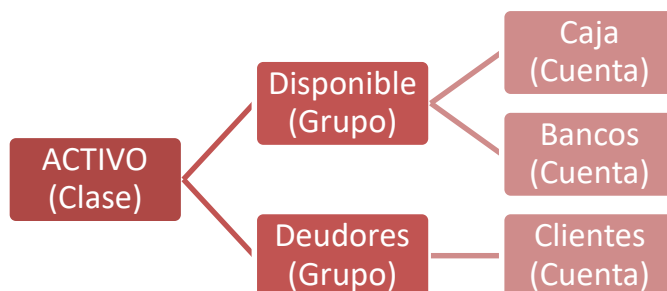 ACTIVO
(Clase)
Disponible
(Grupo)
Caja
(Cuenta)
Bancos
(Cuenta)
Deudores
(Grupo)
Clientes
(Cuenta)